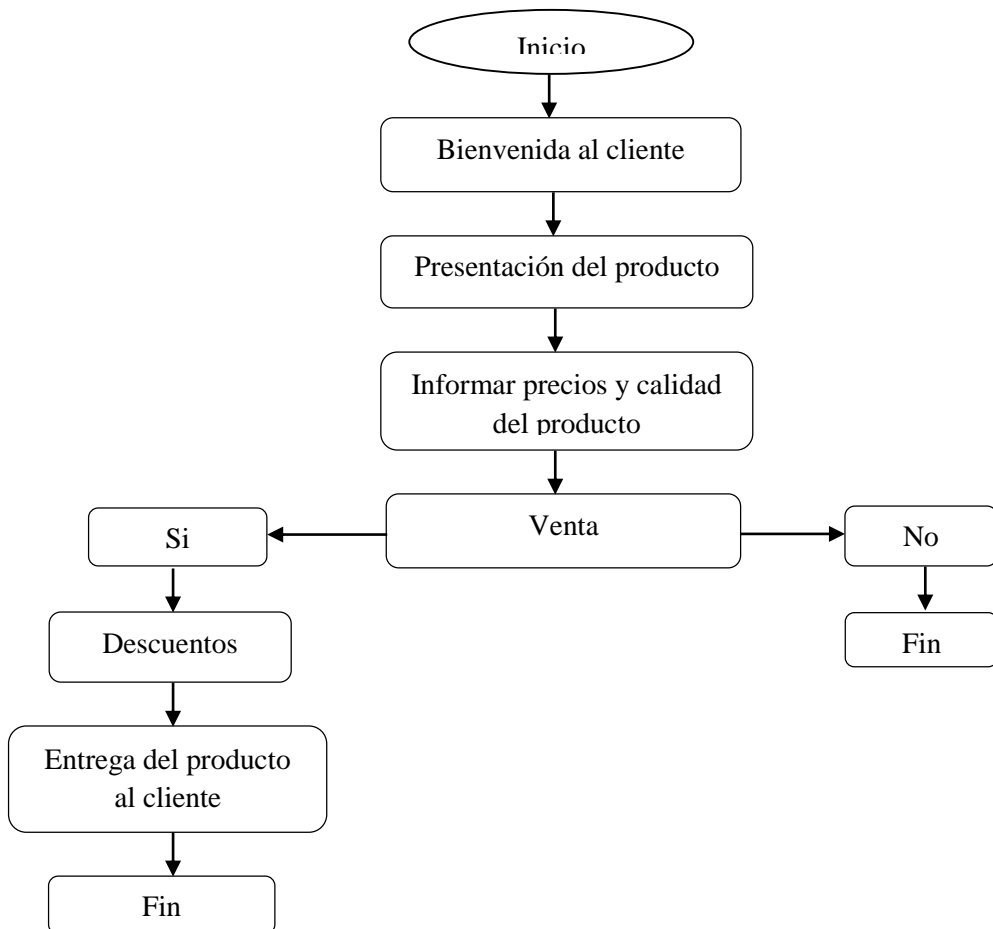 Inicio
Bienvenida al cliente
Presentación del producto
Informar precios y calidad
del producto
Venta
Si
No
Descuentos
Fin
Entrega del producto
al cliente
Fin